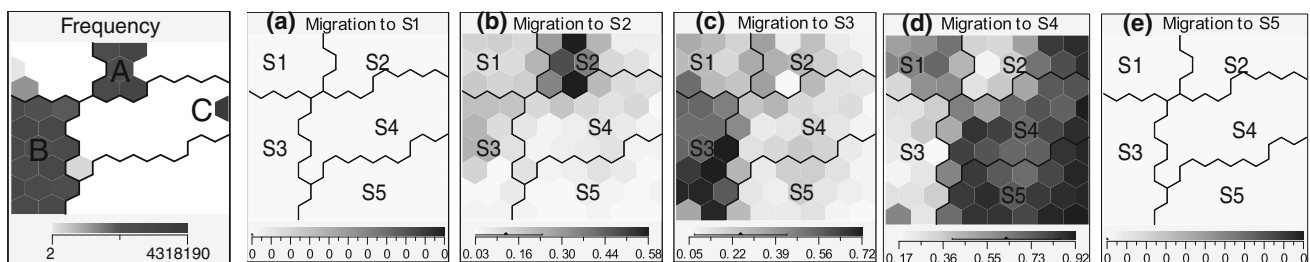 Frequency
A
B
C
2 4318190
(a) Migration to S1
S1 S2
S4
S3
S5
0 0 0 0 0 0 0 0 0 0 0
(b) Migration to S2
S1 S2
S4
S3
S5
0.03 0.16 0.30 0.44 0.58
(c) Migration to S3
S1 S2
S4
S3
S5
0.05 0.22 0.39 0.56 0.72
(d) Migration to S4
S1 S2
S4
S3
S5
0.17 0.36 0.55 0.73 0.92
(e) Migration to S5
S1 S2
S4
S3
S5
0 0 0 0 0 0 0 0 0 0 0